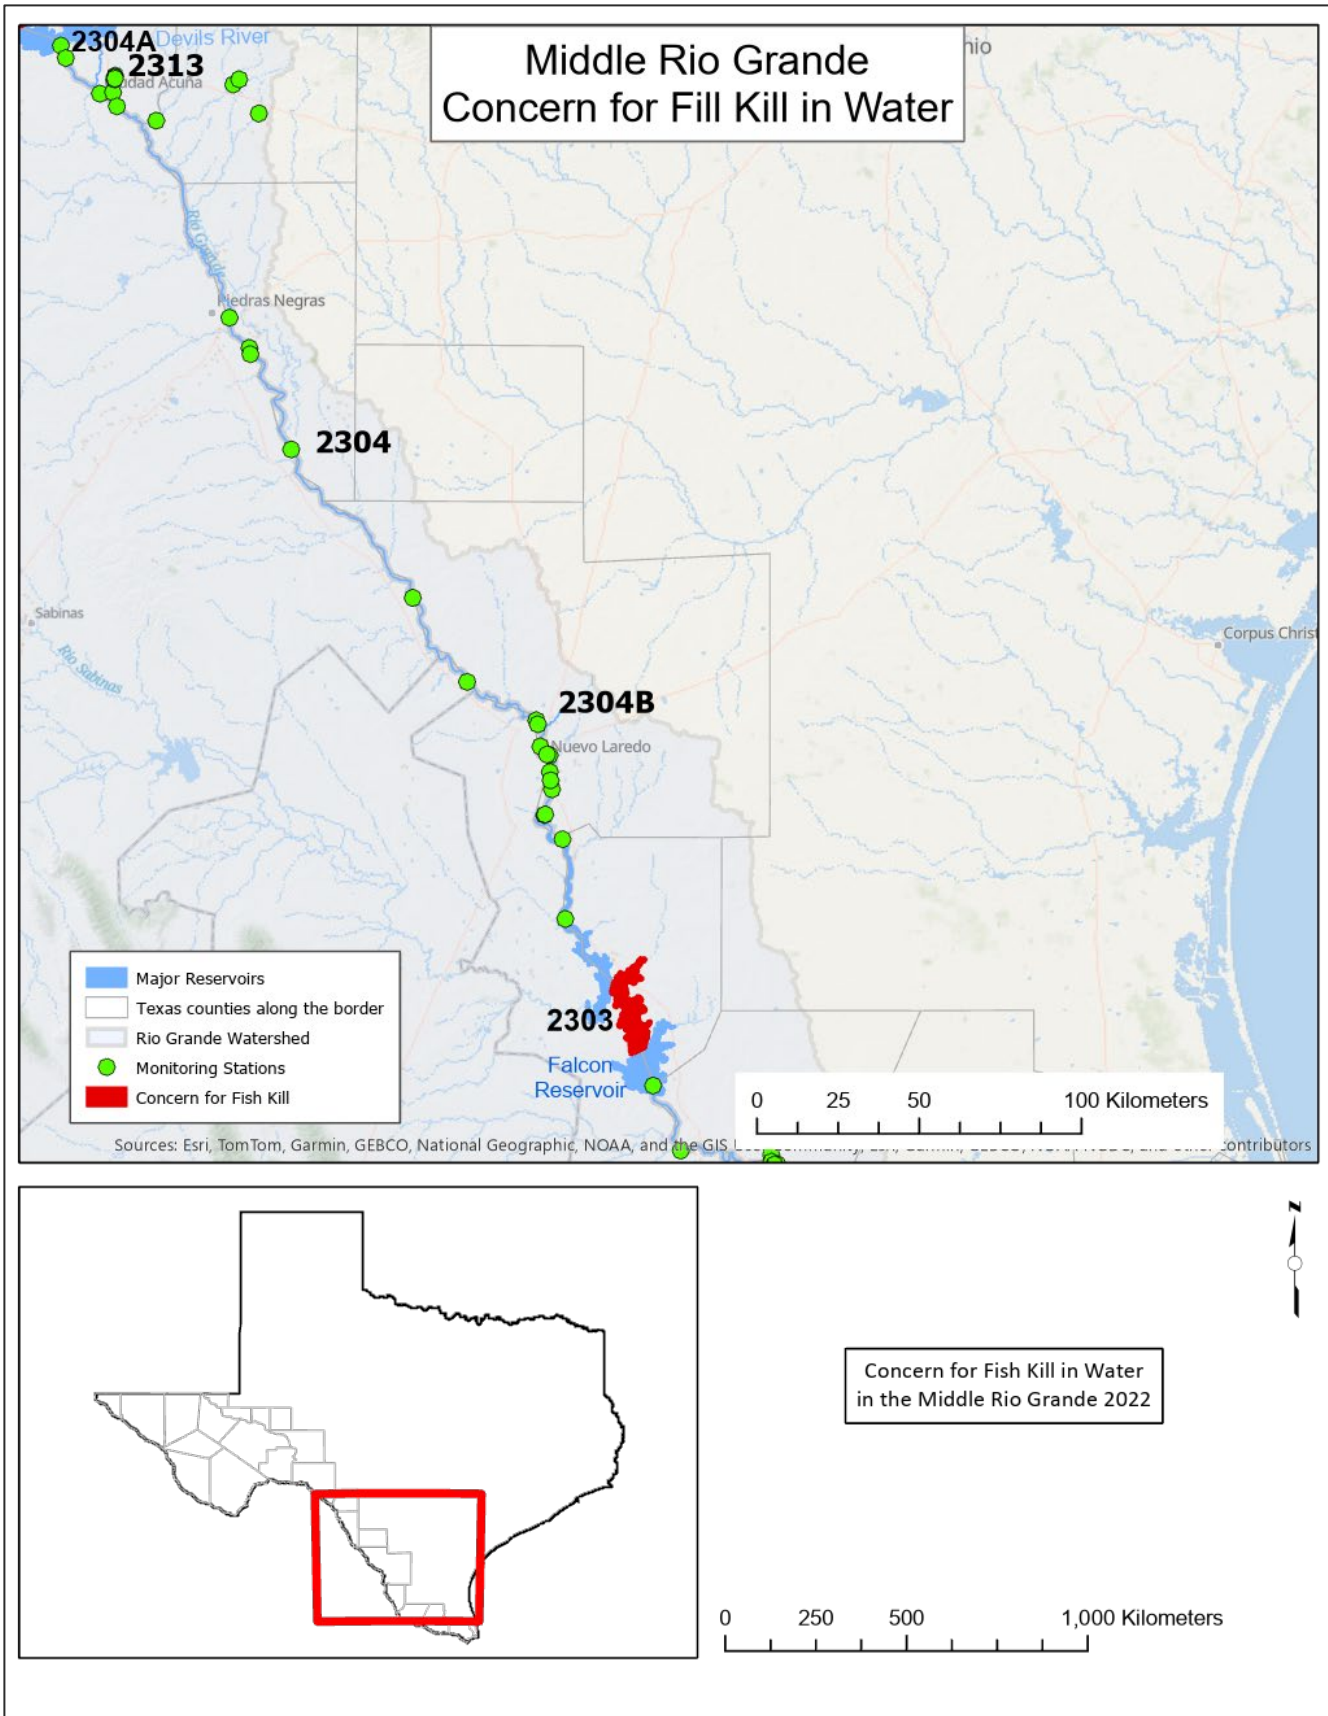 2304A
Devils River
2313
udad Acuña
nio
Middle Rio Grande
Concern for Fill Kill in Water
Rio Grande
Piedras Negras
2304
Sabinas
Rio Sabinas
Corpus Christ
2304B
Nuevo Laredo
2303
Falcon
Reservoir
Major Reservoirs
Texas counties along the border
Rio Grande Watershed
Monitoring Stations
Concern for Fish Kill
0 25 50 100 Kilometers
Sources: Esri, TomTom, Garmin, GEBCO, National Geographic, NOAA, and the GIS
contributors
N
Concern for Fish Kill in Water
in the Middle Rio Grande 2022
0 250 500 1,000 Kilometers